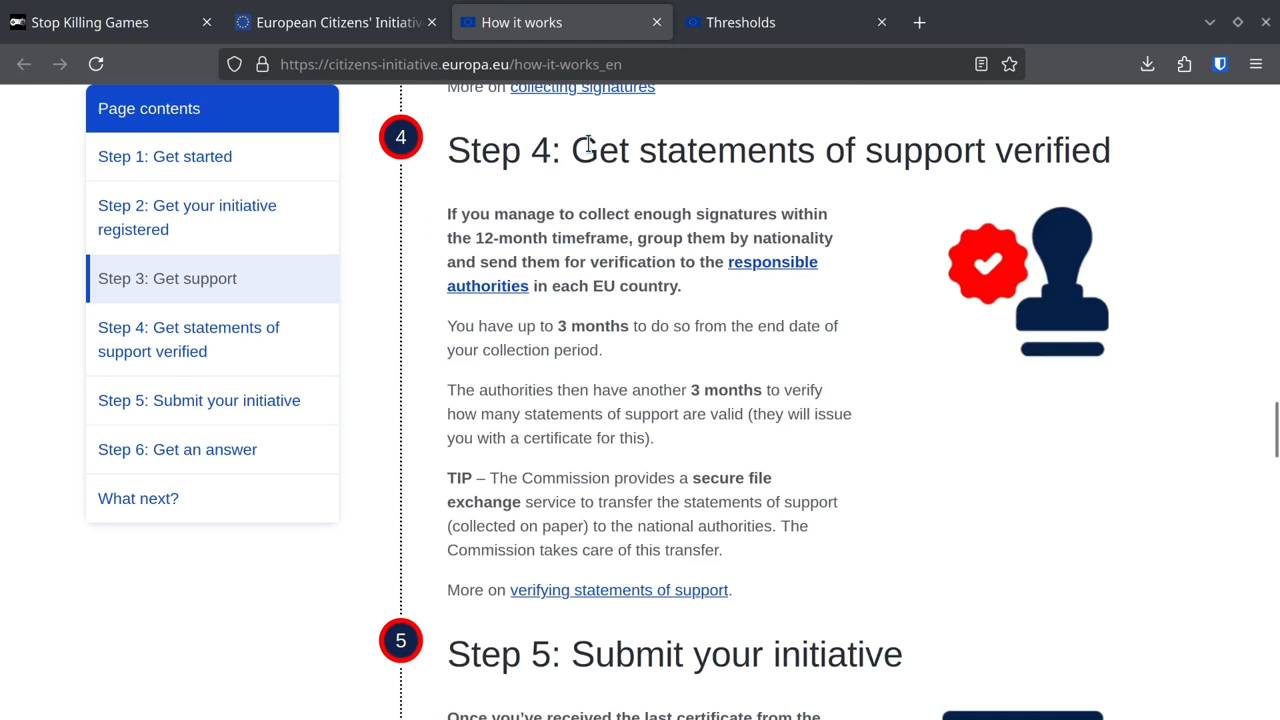 Stop Killing Games
European Citizens' Initiativ
How it works
Thresholds
https://citizens-initiative.europa.eu/how-it-works_en
Page contents
Step 1: Get started
Step 2: Get your initiative
registered
Step 3: Get support
Step 4: Get statements of
support verified
Step 5: Submit your initiative
Step 6: Get an answer
What next?
More on collecting signatures
4
Step 4: Get statements of support verified
If you manage to collect enough signatures within
the 12-month timeframe, group them by nationality
and send them for verification to the responsible
authorities in each EU country.
You have up to 3 months to do so from the end date of
your collection period.
The authorities then have another 3 months to verify
how many statements of support are valid (they will issue
you with a certificate for this).
TIP – The Commission provides a secure file
exchange service to transfer the statements of support
(collected on paper) to the national authorities. The
Commission takes care of this transfer.
More on verifying statements of support.
5
Step 5: Submit your initiative
Once you've received the last certificate from the